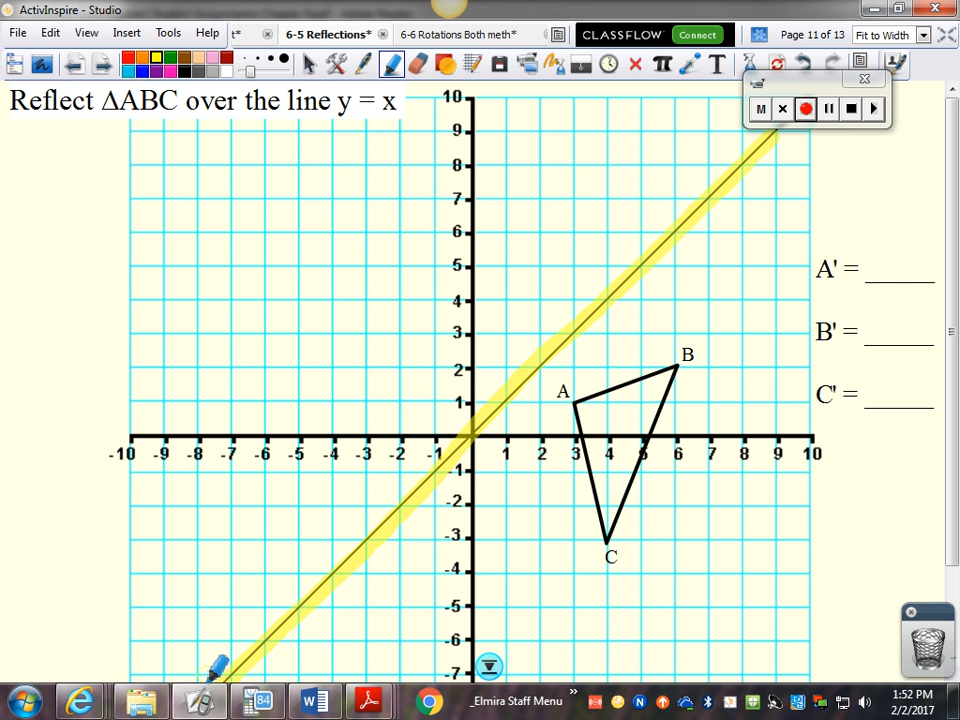 ActivInspire - Studio
File Edit View Insert Tools Help
t* 6-5 Reflections* 6-6 Rotations Both meth* CLASSFLOW Connect Page 11 of 13 Fit to Width
Reflect ΔABC over the line y = x
M
10
9
8
7
6
5
4
3
2
1
-10 -9 -8 -7 -6 -5 -4 -3 -2 -1 1 2 3 4 5 6 7 8 9 10
-1
-2
-3
-4
-5
-6
-7
A
B
C
A' = ______
B' = ______
C' = ______
84 _Elmira Staff Menu » 1:52 PM
2/2/2017